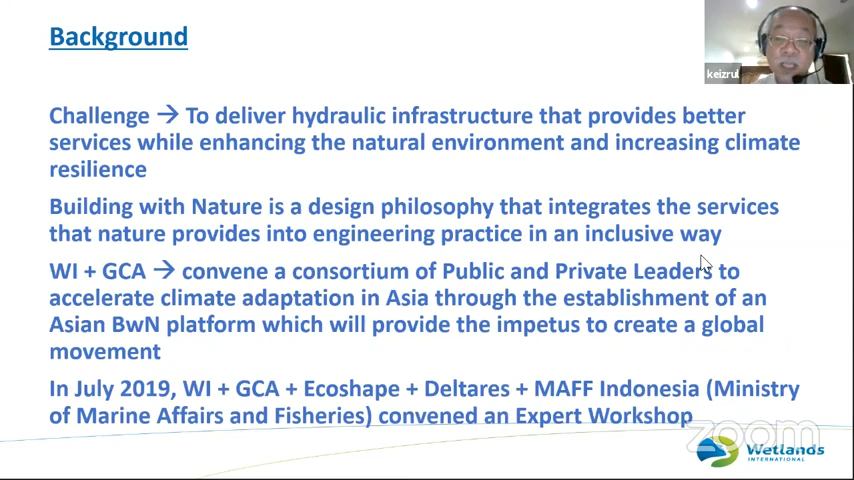 Background
keizrul
Challenge → To deliver hydraulic infrastructure that provides better
services while enhancing the natural environment and increasing climate
resilience
Building with Nature is a design philosophy that integrates the services
that nature provides into engineering practice in an inclusive way
WI + GCA → convene a consortium of Public and Private Leaders to
accelerate climate adaptation in Asia through the establishment of an
Asian BwN platform which will provide the impetus to create a global
movement
In July 2019, WI + GCA + Ecoshape + Deltares + MAFF Indonesia (Ministry
of Marine Affairs and Fisheries) convened an Expert Workshop
zoom
Wetlands
INTERNATIONAL